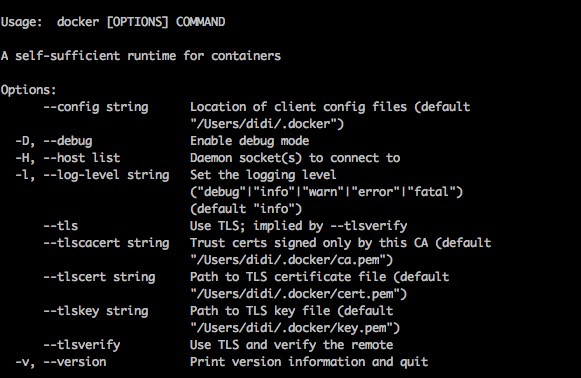 Usage:  docker [OPTIONS] COMMAND
A self-sufficient runtime for containers
Options:
      --config string      Location of client config files (default
                           "/Users/didi/.docker")
  -D, --debug              Enable debug mode
  -H, --host list          Daemon socket(s) to connect to
  -l, --log-level string   Set the logging level
                           ("debug"|"info"|"warn"|"error"|"fatal")
                           (default "info")
      --tls                Use TLS; implied by --tlsverify
      --tlscacert string   Trust certs signed only by this CA (default
                           "/Users/didi/.docker/ca.pem")
      --tlscert string     Path to TLS certificate file (default
                           "/Users/didi/.docker/cert.pem")
      --tlskey string      Path to TLS key file (default
                           "/Users/didi/.docker/key.pem")
      --tlsverify          Use TLS and verify the remote
  -v, --version            Print version information and quit